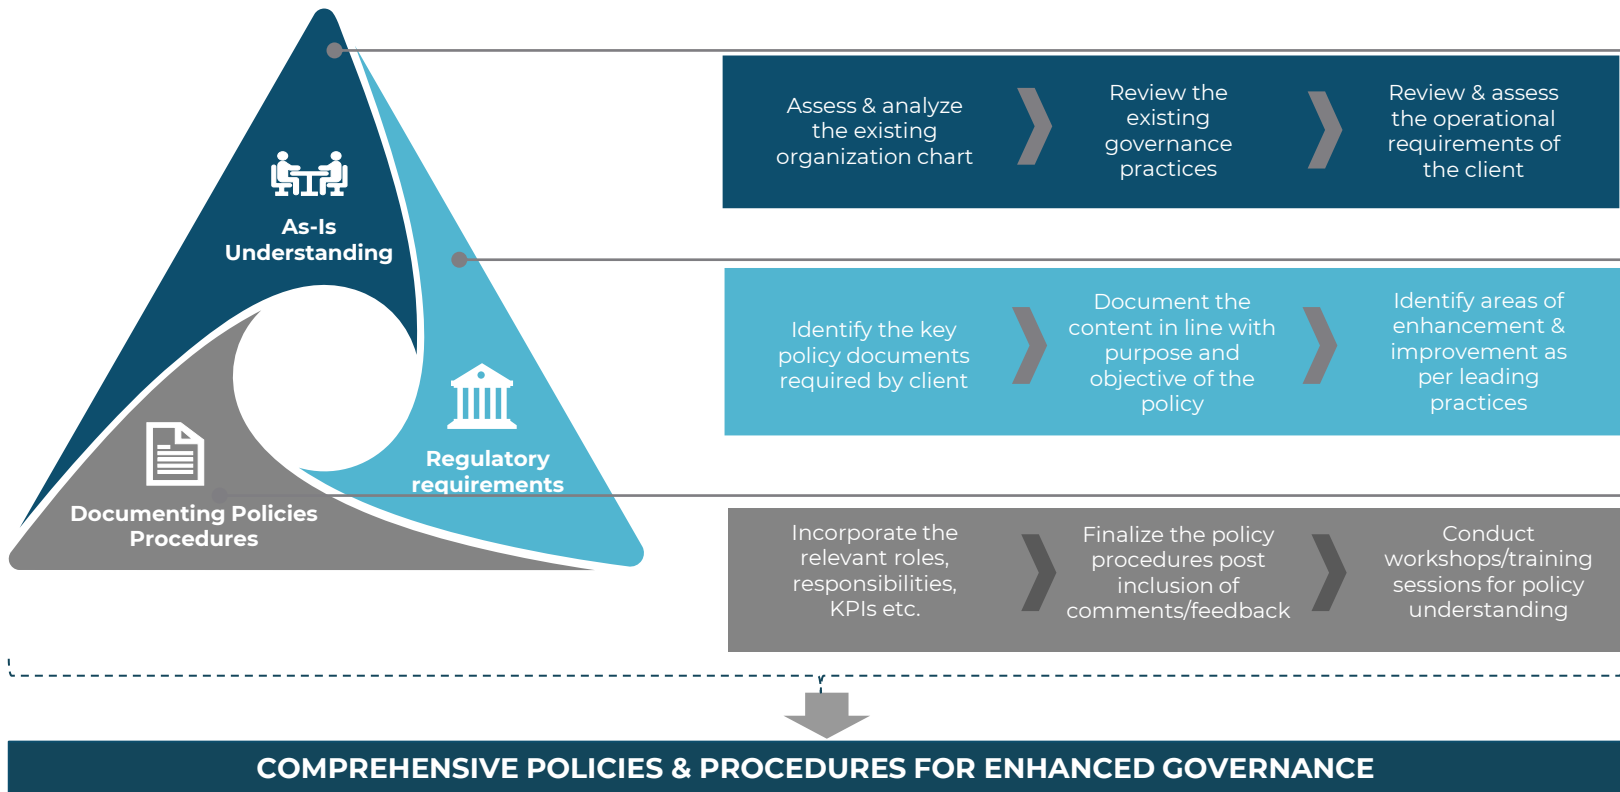 As-Is
Understanding
Regulatory
requirements
Documenting Policies
Procedures
Assess & analyze
the existing
organization chart
Review the
existing
governance
practices
Review & assess
the operational
requirements of
the client
Identify the key
policy documents
required by client
Document the
content in line with
purpose and
objective of the
policy
Identify areas of
enhancement &
improvement as
per leading
practices
Incorporate the
relevant roles,
responsibilities,
KPIs etc.
Finalize the policy
procedures post
inclusion of
comments/feedback
Conduct
workshops/training
sessions for policy
understanding
COMPREHENSIVE POLICIES & PROCEDURES FOR ENHANCED GOVERNANCE